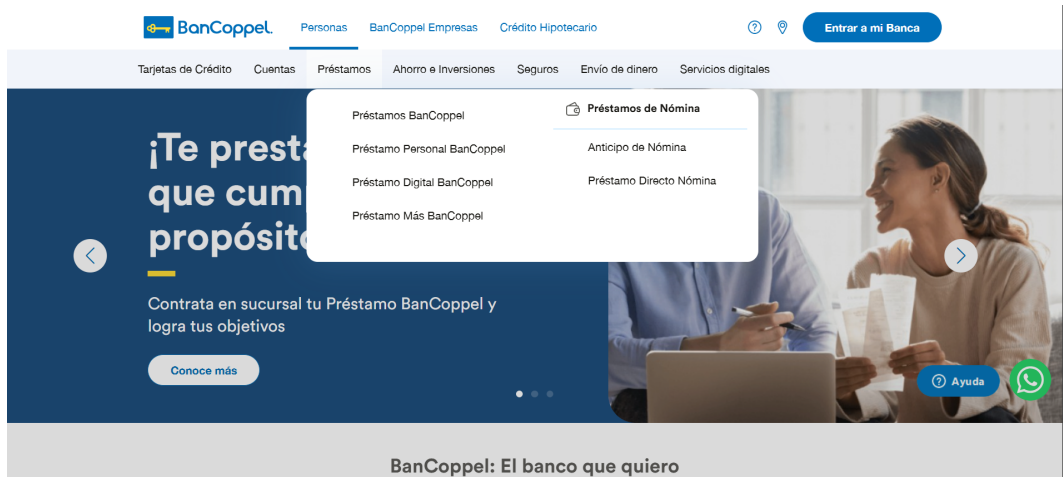 BanCoppel.
Personas
BanCoppel Empresas
Crédito Hipotecario
Entrar a mi Banca
Tarjetas de Crédito
Cuentas
Préstamos
Ahorro e Inversiones
Seguros
Envío de dinero
Servicios digitales
Préstamos BanCoppel
Préstamo Personal BanCoppel
Préstamo Digital BanCoppel
Préstamo Más BanCoppel
Préstamos de Nómina
Anticipo de Nómina
Préstamo Directo Nómina
¡Te prest
que cum
propósit
Contrata en sucursal tu Préstamo BanCoppel y
logra tus objetivos
Conoce más
Ayuda
BanCoppel: El banco que quiero